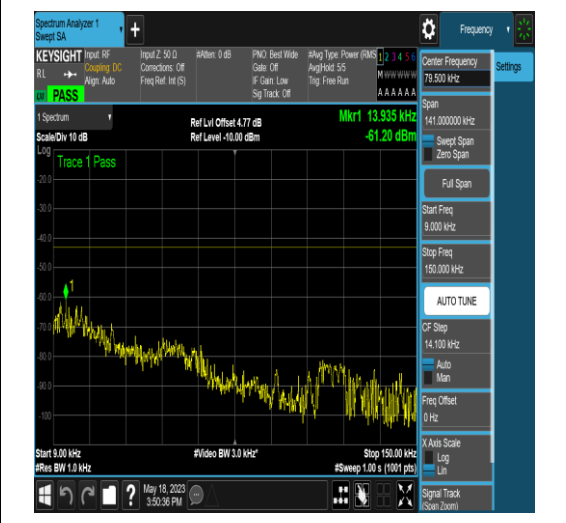 Spectrum Analyzer 1
Swept SA
+
Frequency
KEYSIGHT
RL
PASS
Input: RF
Coupling: DC
Align: Auto
Input Z: 50 Ω
Corrections: Off
Freq Ref: Int (S)
#Atten: 0 dB
PNO: Best Wide
Gate: Off
IF Gain: Low
Sig Track: Off
#Avg Type: Power (RMS
Avg|Hold: 5/5
Trig: Free Run
1 2 3 4 5 6
M W W W W W
A A A A A A
1 Spectrum
Scale/Div 10 dB
Ref Lvl Offset 4.77 dB
Ref Level -10.00 dBm
Mkr1 13.935 kHz
-61.20 dBm
Log
Trace 1 Pass
-20.0
-30.0
-40.0
-50.0
-60.0
-70.0
-80.0
-90.0
-100
1
Start 9.00 kHz
#Res BW 1.0 kHz
#Video BW 3.0 kHz*
Stop 150.00 kHz
#Sweep 1.00 s (1001 pts)
May 18, 2023
3:50:36 PM
?
Center Frequency
79.500 kHz
Settings
Span
141.000000 kHz
Swept Span
Zero Span
Full Span
Start Freq
9.000 kHz
Stop Freq
150.000 kHz
AUTO TUNE
CF Step
14.100 kHz
Auto
Man
Freq Offset
0 Hz
X Axis Scale
Log
Lin
Signal Track
(Span Zoom)